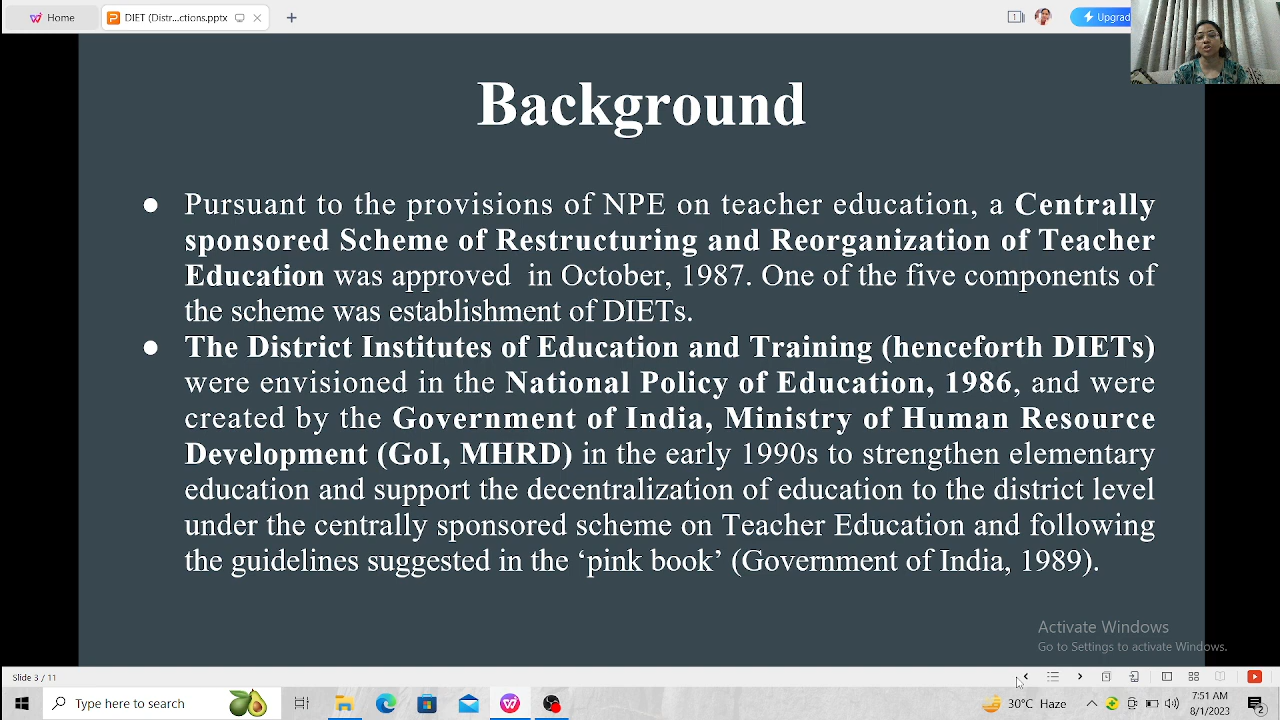 Home
DIET (Distr...ctions.pptx
1
Upgrad
Background
Pursuant to the provisions of NPE on teacher education, a Centrally
sponsored Scheme of Restructuring and Reorganization of Teacher
Education was approved in October, 1987. One of the five components of
the scheme was establishment of DIETs.
The District Institutes of Education and Training (henceforth DIETs)
were envisioned in the National Policy of Education, 1986, and were
created by the Government of India, Ministry of Human Resource
Development (GoI, MHRD) in the early 1990s to strengthen elementary
education and support the decentralization of education to the district level
under the centrally sponsored scheme on Teacher Education and following
the guidelines suggested in the ‘pink book’ (Government of India, 1989).
Activate Windows
Go to Settings to activate Windows.
Slide 3 / 11
Type here to search
30°C Haze
7:51 AM
8/1/2023
2